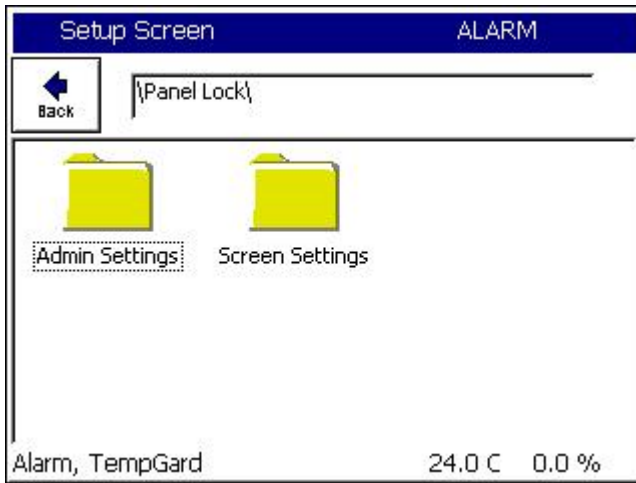 Setup Screen ALARM
Back
\Panel Lock\
Admin Settings Screen Settings
Alarm, TempGard 24.0 C 0.0 %